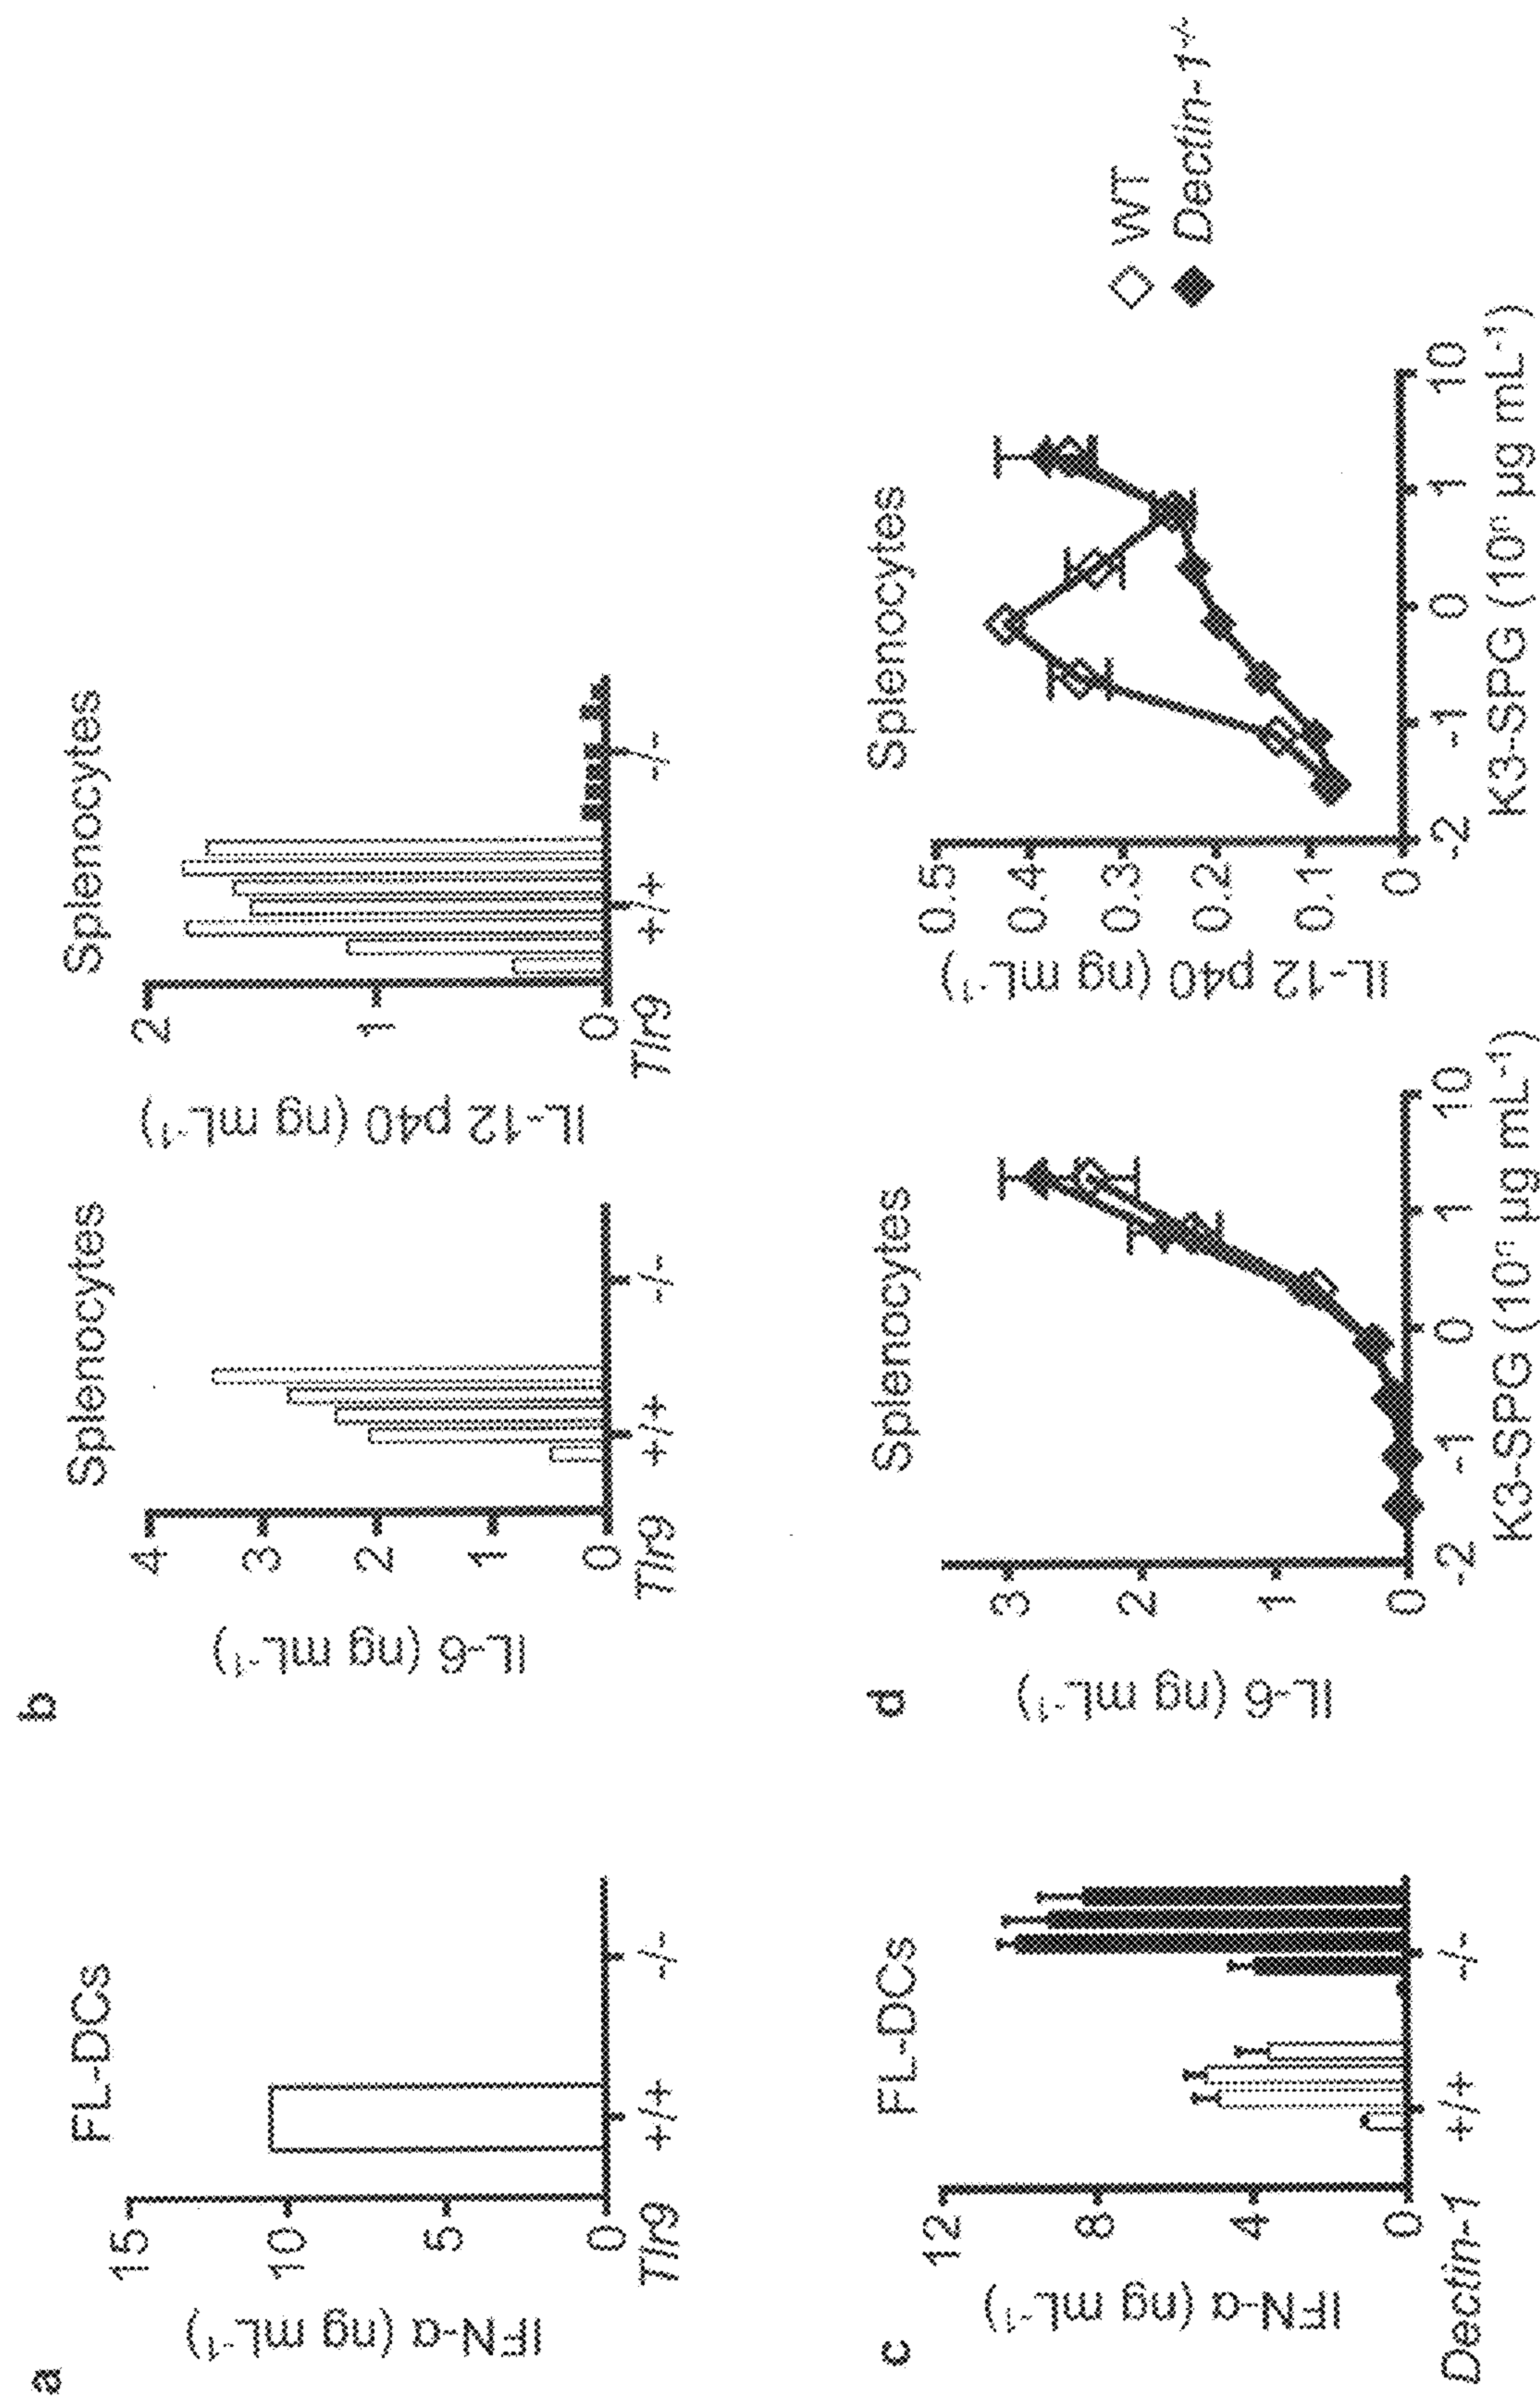 a
FL-DCs
IFN-α (ng mL⁻¹)
15
10
5
0
Tlr9
+/+
-/-
b
Splenocytes
IL-6 (ng mL⁻¹)
4
3
2
1
0
Tlr9
+/+
-/-
Splenocytes
IL-12 p40 (ng mL⁻¹)
2
1
0
Tlr9
+/+
-/-
c
FL-DCs
IFN-α (ng mL⁻¹)
12
8
4
0
Dectin-1
+/+
-/-
d
Splenocytes
IL-6 (ng mL⁻¹)
3
2
1
0
-2 -1 0 1 10
K3-SPG (10ⁿ µg mL⁻¹)
Splenocytes
IL-12 p40 (ng mL⁻¹)
0.5
0.4
0.3
0.2
0.1
0
-2 -1 0 1 10
K3-SPG (10ⁿ µg mL⁻¹)
WT
Dectin-1⁻/⁻